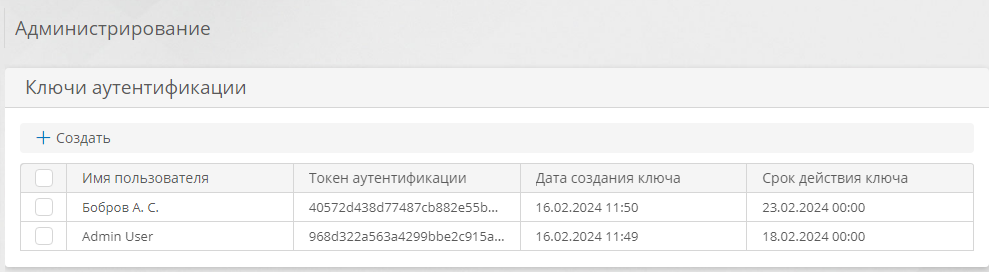 Администрирование
Ключи аутентификации
Создать
Имя пользователя Токен аутентификации Дата создания ключа Срок действия ключа
Бобров А. С. 40572d438d77487cb882e55b... 16.02.2024 11:50 23.02.2024 00:00
Admin User 968d322a563a4299bbe2c915a... 16.02.2024 11:49 18.02.2024 00:00